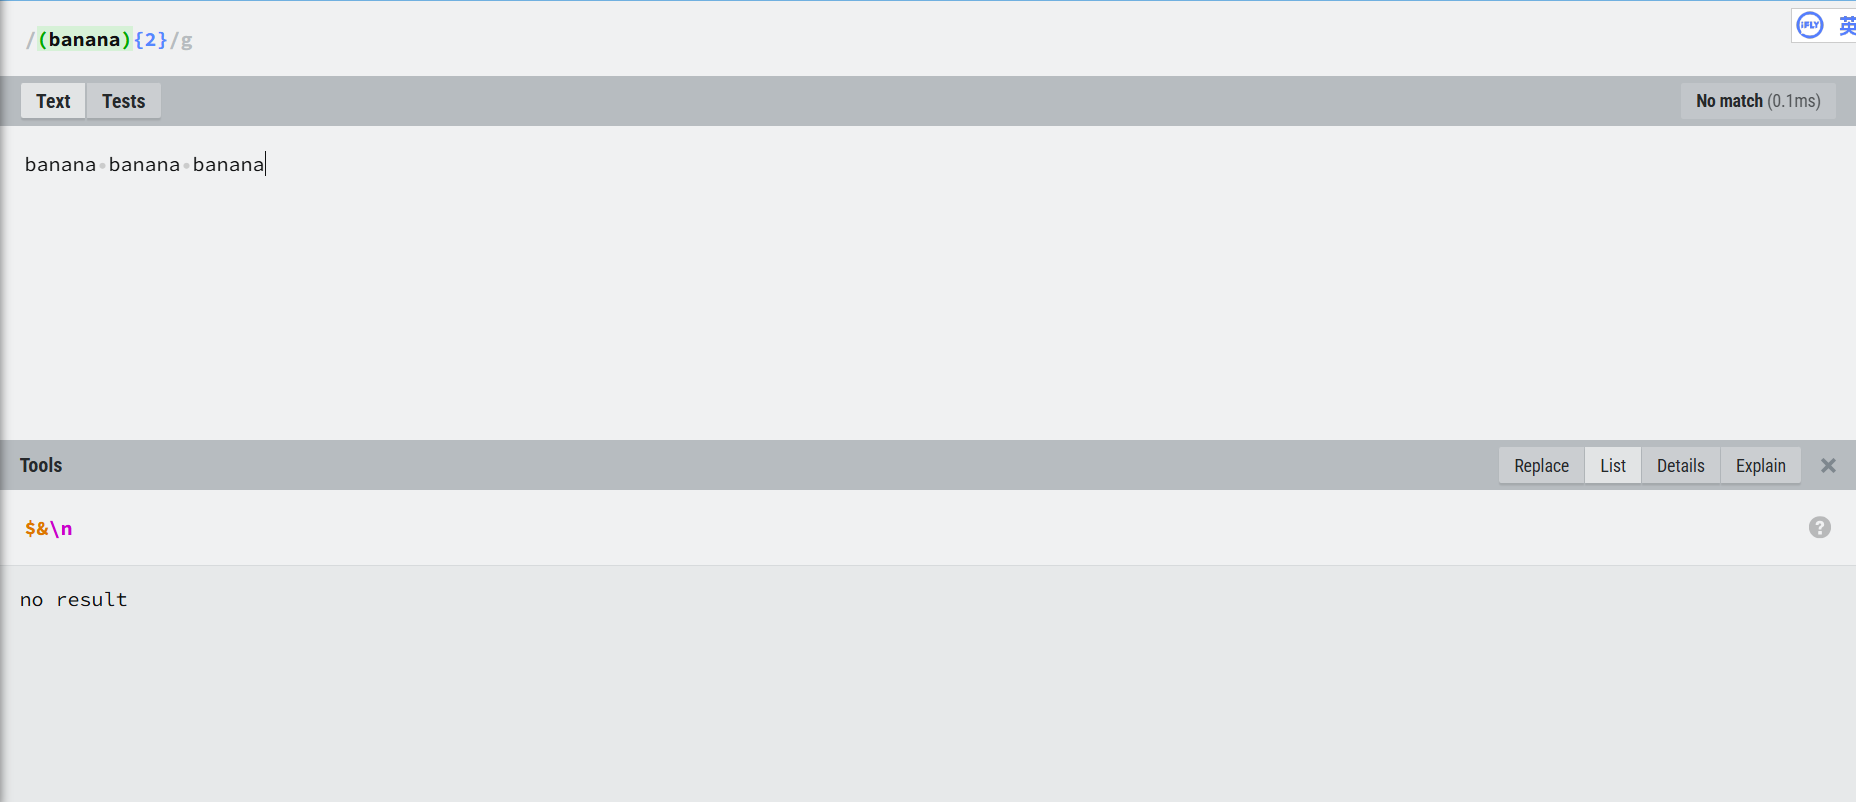 /(banana){2}/g
iFLY 英
Text Tests No match (0.1ms)
banana·banana·banana
Tools Replace List Details Explain ×
$&\n ?
no result